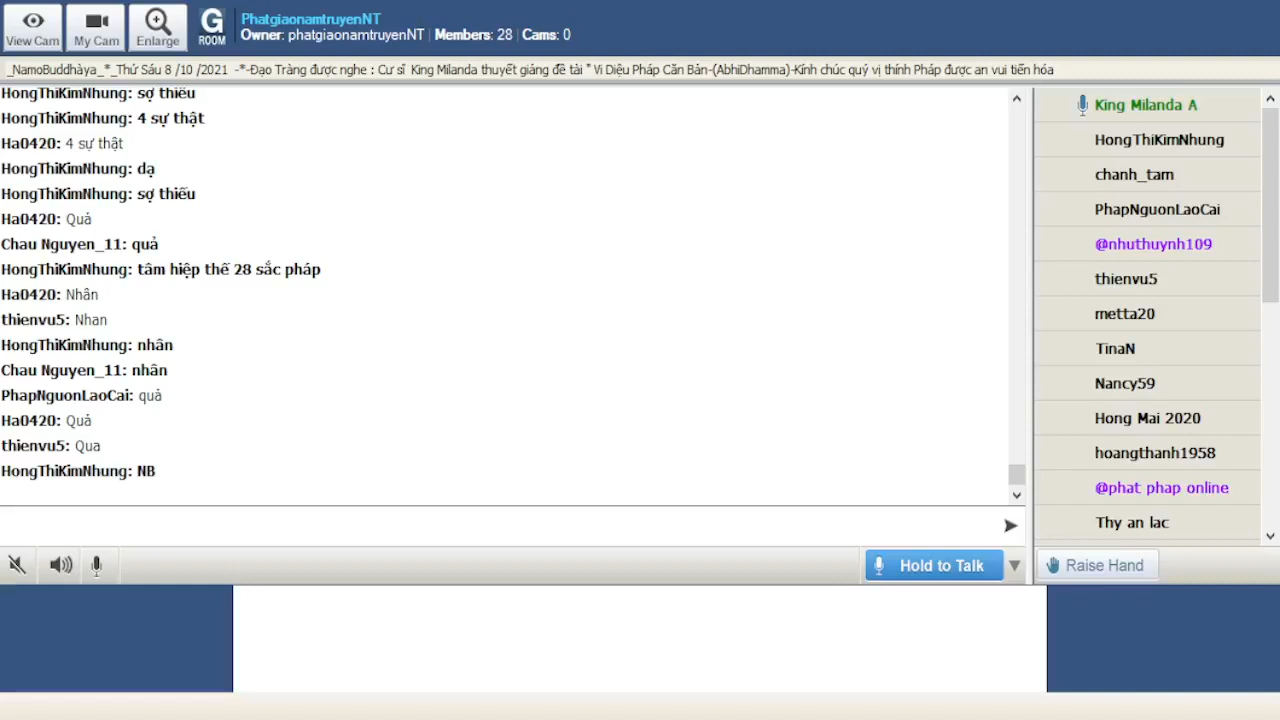 View Cam
My Cam
Enlarge
G
ROOM
PhatgiaonamtruyenNT
Owner: phatgiaonamtruyenNT | Members: 28 | Cams: 0
_NamoBuddhàya_*_Thứ Sáu 8 /10 /2021 -*-Đạo Tràng được nghe : Cư sĩ King Milanda thuyết giảng đề tài " Vi Diệu Pháp Căn Bản-(AbhiDhamma)-Kính chúc quý vị thính Pháp được an vui tiến hóa
HongThiKimNhung: sợ thiếu
HongThiKimNhung: 4 sự thật
Ha0420: 4 sự thật
HongThiKimNhung: dạ
HongThiKimNhung: sợ thiếu
Ha0420: Quả
Chau Nguyen_11: quả
HongThiKimNhung: tâm hiệp thế 28 sắc pháp
Ha0420: Nhân
thienvu5: Nhan
HongThiKimNhung: nhân
Chau Nguyen_11: nhân
PhapNguonLaoCai: quả
Ha0420: Quả
thienvu5: Qua
HongThiKimNhung: NB
King Milanda A
HongThiKimNhung
chanh_tam
PhapNguonLaoCai
@nhuthuynh109
thienvu5
metta20
TinaN
Nancy59
Hong Mai 2020
hoangthanh1958
@phat phap online
Thy an lac
Hold to Talk
Raise Hand